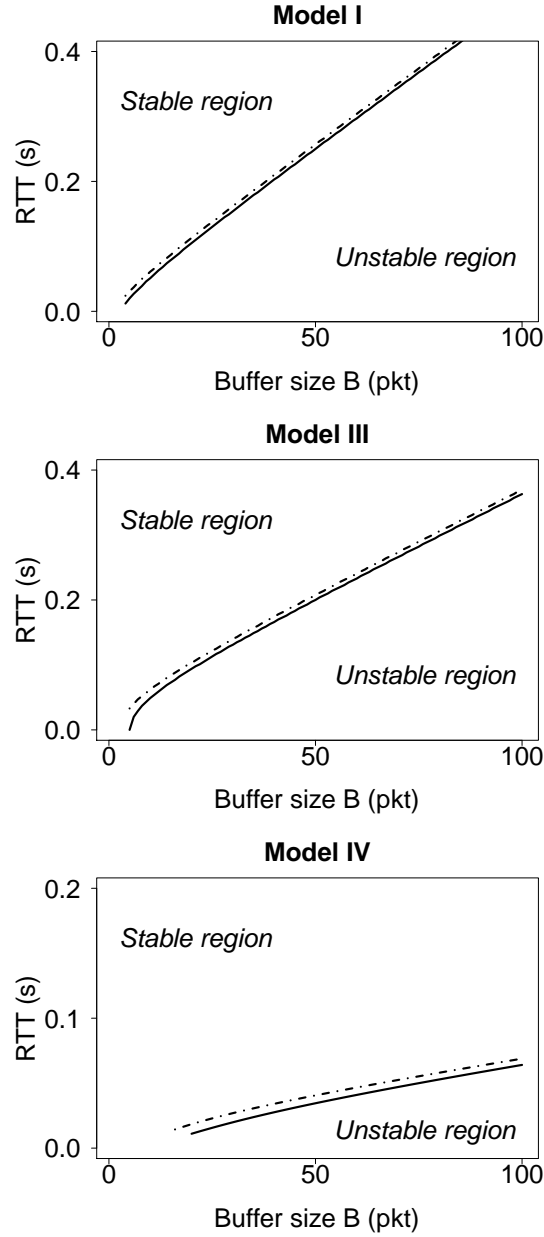 Model I
0.4
Stable region
RTT (s)
0.2
Unstable region
0.0
0 50 100
Buffer size B (pkt)
Model III
0.4
Stable region
RTT (s)
0.2
Unstable region
0.0
0 50 100
Buffer size B (pkt)
Model IV
0.2
Stable region
RTT (s)
0.1
Unstable region
0.0
0 50 100
Buffer size B (pkt)